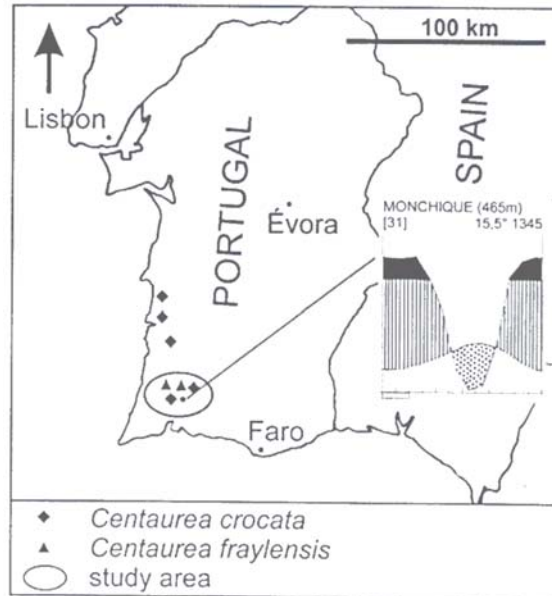 100 km
Lisbon
PORTUGAL
SPAIN
Évora
MONCHIQUE (465m)
[31] 15,5° 1345
Faro
Centaurea crocata
Centaurea fraylensis
study area